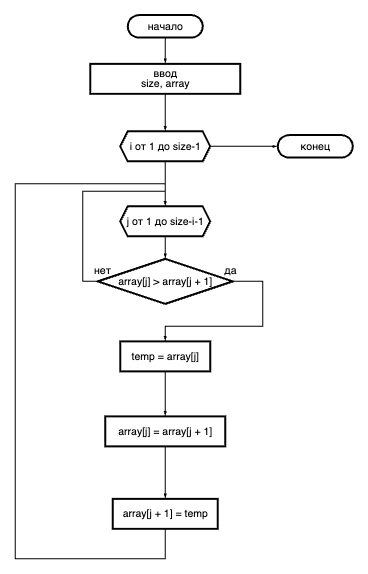 начало
ввод
size, array
i от 1 до size-1
конец
j от 1 до size-i-1
нет
да
array[j] > array[j + 1]
temp = array[j]
array[j] = array[j + 1]
array[j + 1] = temp